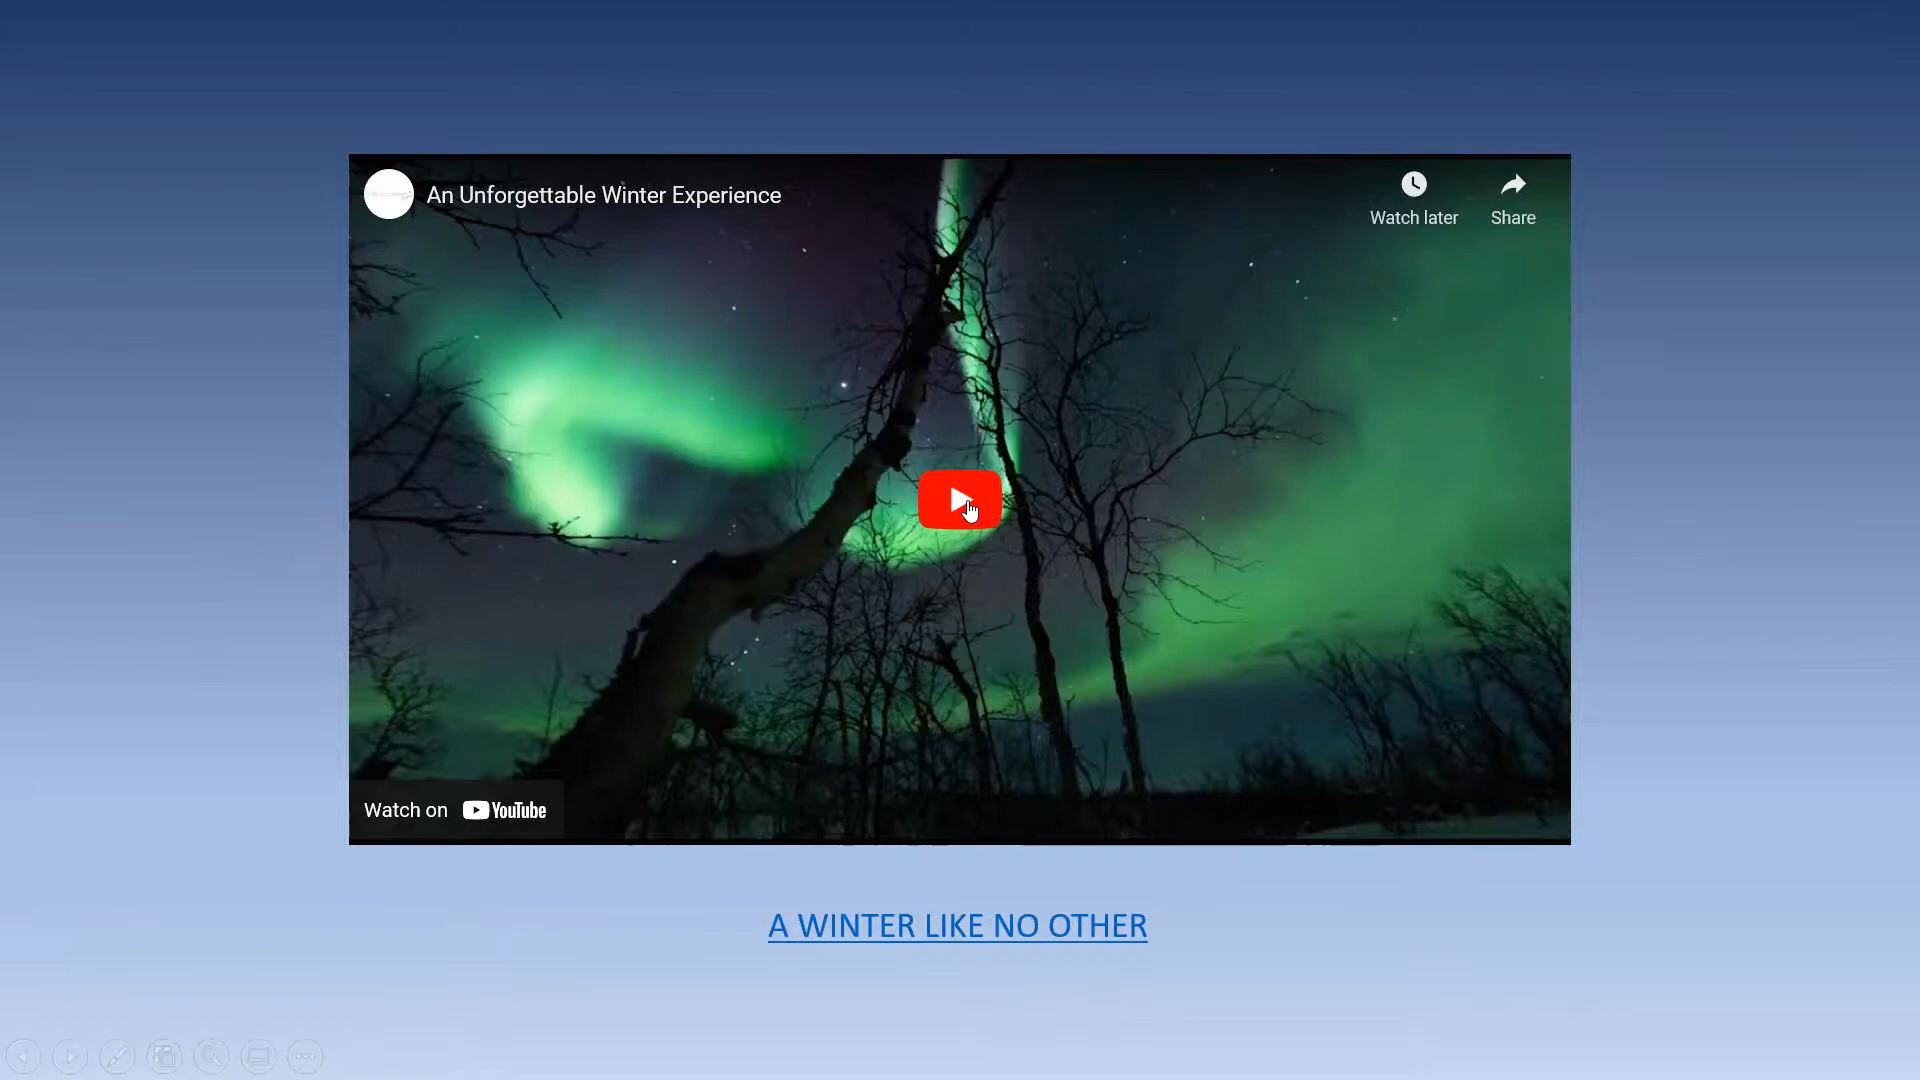 An Unforgettable Winter Experience
Watch later
Share
Watch on YouTube
A WINTER LIKE NO OTHER